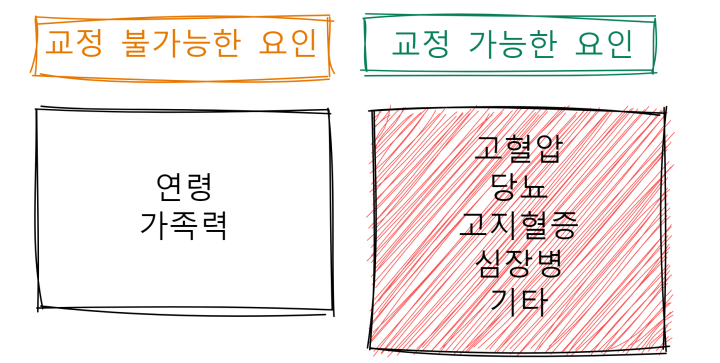 교정 불가능한 요인
교정 가능한 요인
연령
가족력
고혈압
당뇨
고지혈증
심장병
기타